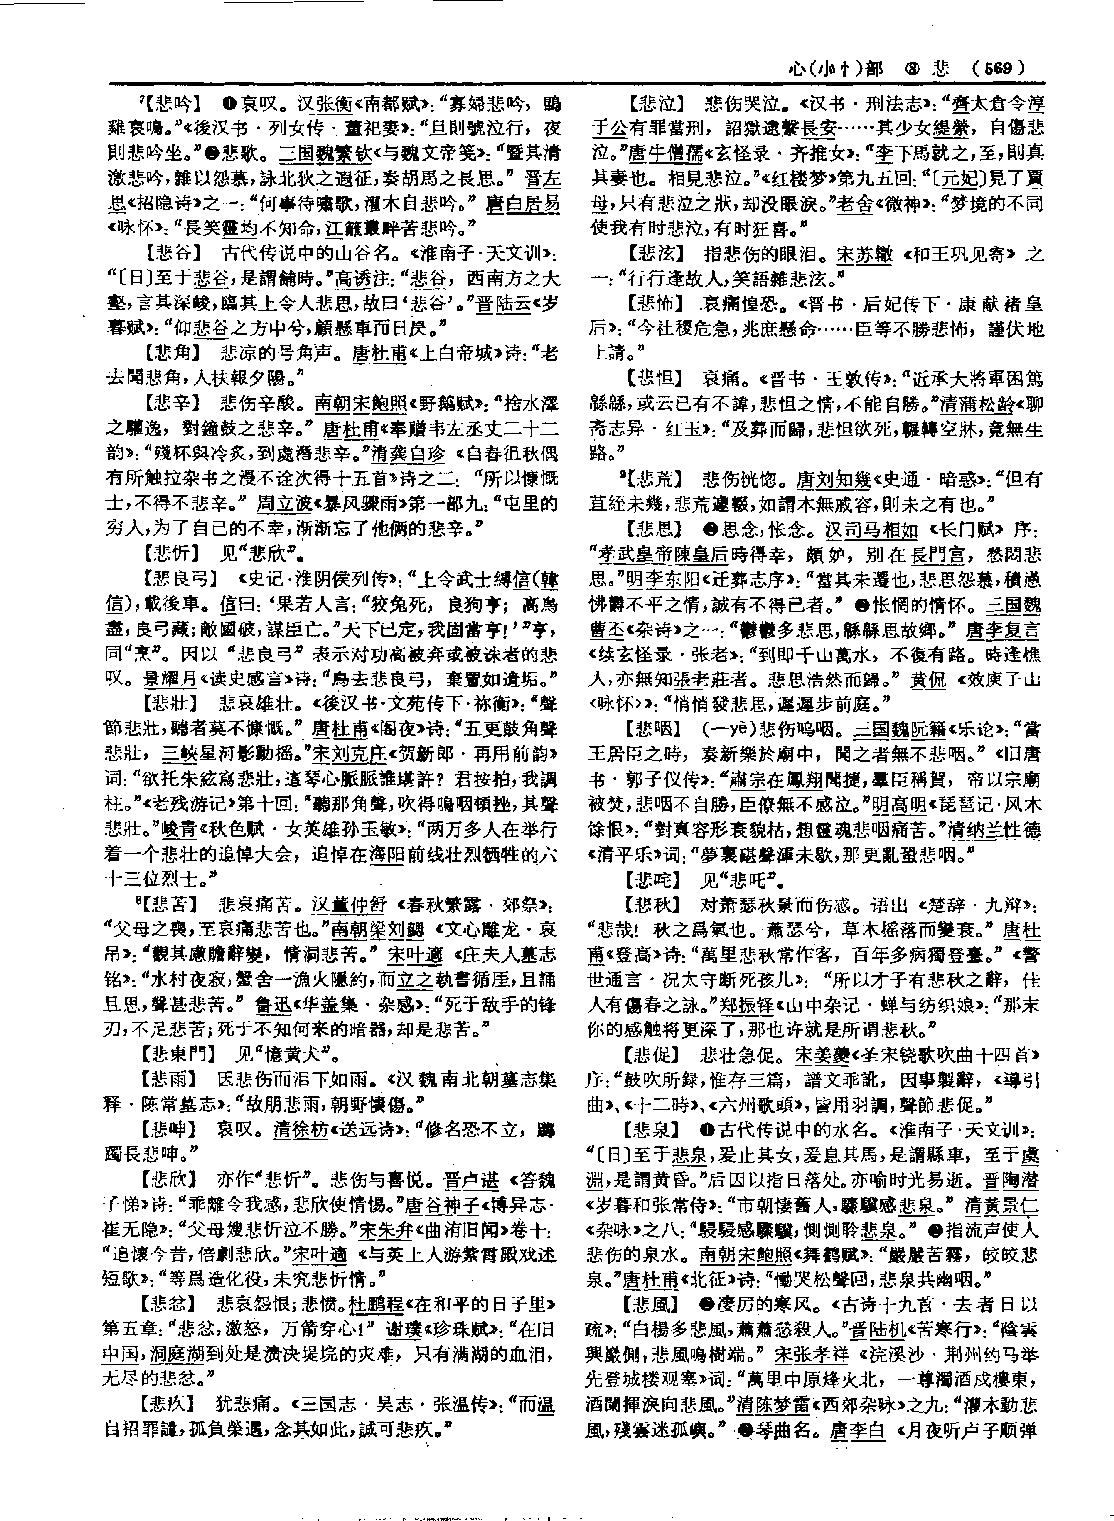 心(小忄)部 ⑧ 悲 (569)
⁷【悲吟】 ❶哀叹。汉张衡《南都赋》：“寡婦悲吟，鵾
雞哀鳴。”《後汉书·列女传·董祀妻》：“旦則號泣行，夜
則悲吟坐。”❷悲歌。三国魏繁钦《与魏文帝笺》：“暨其清
激悲吟，雜以怨慕，詠北狄之遐征，奏胡馬之長思。”晋左
思《招隐诗》之一：“何事待嘯歌，灌木自悲吟。”唐白居易
《咏怀》：“長笑靈均不知命，江蘺叢畔苦悲吟。”
【悲谷】 古代传说中的山谷名。《淮南子·天文训》：
“〔日〕至于悲谷，是謂餔時。”高诱注：“悲谷，西南方之大
壑，言其深峻，臨其上令人悲思，故曰‘悲谷’。”晋陆云《岁
暮赋》：“仰悲谷之方中兮，顧懸車而日昃。”
【悲角】 悲凉的号角声。唐杜甫《上白帝城》诗：“老
去聞悲角，人扶報夕陽。”
【悲辛】 悲伤辛酸。南朝宋鲍照《野鹅赋》：“捨水澤
之驩逸，對鐘鼓之悲辛。”唐杜甫《奉赠韦左丞丈二十二
韵》：“殘杯與冷炙，到處潛悲辛。”清龚自珍《自春徂秋偶
有所触拉杂书之漫不诠次得十五首》诗之二：“所以慷慨
士，不得不悲辛。”周立波《暴风骤雨》第一部九：“屯里的
穷人，为了自己的不幸，渐渐忘了他俩的悲辛。”
【悲忻】 见“悲欣”。
【悲良弓】 《史记·淮阴侯列传》：“上令武士縛信(韓
信)，載後車。信曰：‘果若人言：“狡兔死，良狗亨；高鳥
盡，良弓藏；敵國破，謀臣亡。”天下已定，我固當亨！’”亨，
同“烹”。因以“悲良弓”表示对功高被弃或被诛者的悲
叹。景耀月《读史感言》诗：“鳥去悲良弓，棄置如遺垢。”
【悲壯】 悲哀雄壮。《後汉书·文苑传下·祢衡》：“聲
節悲壯，聽者莫不慷慨。”唐杜甫《阁夜》诗：“五更鼓角聲
悲壯，三峽星河影動摇。”宋刘克庄《贺新郎·再用前韵》
词：“欲托朱絃寫悲壯，這琴心脈脈誰堪許？君按拍，我調
柱。”《老残游记》第十回：“聽那角聲，吹得嗚咽頓挫，其聲
悲壯。”峻青《秋色赋·女英雄孙玉敏》：“两万多人在举行
着一个悲壮的追悼大会，追悼在海阳前线壮烈牺牲的六
十三位烈士。”
⁸【悲苦】 悲哀痛苦。汉董仲舒《春秋繁露·郊祭》：
“父母之喪，至哀痛悲苦也。”南朝梁刘勰《文心雕龙·哀
吊》：“觀其慮贍辭變，情洞悲苦。”宋叶適《庄夫人墓志
铭》：“水村夜寂，蟹舍一漁火隱約，而立之執書循厓，且誦
且思，聲甚悲苦。”鲁迅《华盖集·杂感》：“死于敌手的锋
刃，不足悲苦；死于不知何来的暗器，却是悲苦。”
【悲東門】 见“憶黄犬”。
【悲雨】 因悲伤而泪下如雨。《汉魏南北朝墓志集
释·陈常墓志》：“故朋悲雨，朝野悽傷。”
【悲呻】 哀叹。清徐枋《送远诗》：“修名恐不立，躑
躅長悲呻。”
【悲欣】 亦作“悲忻”。悲伤与喜悦。晋卢谌《答魏
子悌》诗：“乖離令我感，悲欣使情惕。”唐谷神子《博异志·
崔无隐》：“父母嫂悲忻泣不勝。”宋朱弁《曲洧旧闻》卷十：
“追懷今昔，倍劇悲欣。”宋叶適《与英上人游紫霄殿戏述
短歌》：“等爲造化役，未究悲忻情。”
【悲忿】 悲哀怨恨；悲愤。杜鹏程《在和平的日子里》
第五章：“悲忿，激怒，万箭穿心！”谢璞《珍珠赋》：“在旧
中国，洞庭湖到处是溃决堤垸的灾难，只有满湖的血泪，
无尽的悲忿。”
【悲疚】 犹悲痛。《三国志·吴志·张温传》：“而温
自招罪譴，孤負榮遇，念其如此，誠可悲疚。”
【悲泣】 悲伤哭泣。《汉书·刑法志》：“齊太倉令淳
于公有罪當刑，詔獄逮繫長安……其少女緹縈，自傷悲
泣。”唐牛僧孺《玄怪录·齐推女》：“李下馬就之，至，則真
其妻也。相見悲泣。”《红楼梦》第九五回：“〔元妃〕見了賈
母，只有悲泣之狀，却没眼淚。”老舍《微神》：“梦境的不同
使我有时悲泣，有时狂喜。”
【悲泫】 指悲伤的眼泪。宋苏辙《和王巩见寄》之
一：“行行逢故人，笑語雜悲泫。”
【悲怖】 哀痛惶恐。《晋书·后妃传下·康献褚皇
后》：“今社稷危急，兆庶懸命……臣等不勝悲怖，謹伏地
上請。”
【悲怛】 哀痛。《晋书·王敦传》：“近承大將軍困篤
緜緜，或云已有不諱，悲怛之情，不能自勝。”清蒲松龄《聊
斋志异·红玉》：“及葬而歸，悲怛欲死，輾轉空牀，竟無生
路。”
⁹【悲荒】 悲伤恍惚。唐刘知幾《史通·暗惑》：“但有
苴絰未幾，悲荒遽輟，如謂本無戚容，則未之有也。”
【悲思】 ❶思念；怅念。汉司马相如《长门赋》序：
“孝武皇帝陳皇后時得幸，頗妒，别在長門宫，愁悶悲
思。”明李东阳《迁葬志序》：“當其未遷也，悲思怨慕，積懣
怫鬱不平之情，誠有不得已者。”❷怅惘的情怀。三国魏
曹丕《杂诗》之一：“鬱鬱多悲思，緜緜思故鄉。”唐李复言
《续玄怪录·张老》：“到即千山萬水，不復有路。時逢樵
人，亦無知張老莊者。悲思浩然而歸。”黄侃《效庾子山
〈咏怀〉》：“悄悄發悲思，遲遲步前庭。”
【悲咽】 (—yè)悲伤呜咽。三国魏阮籍《乐论》：“當
王居臣之時，奏新樂於廟中，聞之者無不悲咽。”《旧唐
书·郭子仪传》：“肅宗在鳳翔聞捷，羣臣稱賀，帝以宗廟
被焚，悲咽不自勝，臣僚無不感泣。”明高明《琵琶记·风木
馀恨》：“對真容形衰貌枯，想靈魂悲咽痛苦。”清纳兰性德
《清平乐》词：“夢裏碪聲渾未歇，那更亂蛩悲咽。”
【悲咤】 见“悲吒”。
【悲秋】 对萧瑟秋景而伤感。语出《楚辞·九辩》：
“悲哉！秋之爲氣也。蕭瑟兮，草木摇落而變衰。”唐杜
甫《登高》诗：“萬里悲秋常作客，百年多病獨登臺。”《警
世通言·况太守断死孩儿》：“所以才子有悲秋之辭，佳
人有傷春之詠。”郑振铎《山中杂记·蝉与纺织娘》：“那末
你的感触将更深了，那也许就是所谓悲秋。”
【悲促】 悲壮急促。宋姜夔《圣宋铙歌吹曲十四首》
序：“鼓吹所録，惟存三篇，譜文乖訛，因事製辭，《導引
曲》、《十二時》、《六州歌頭》，皆用羽調，聲節悲促。”
【悲泉】 ❶古代传说中的水名。《淮南子·天文训》：
“〔日〕至于悲泉，爰止其女，爰息其馬，是謂縣車，至于虞
淵，是謂黄昏。”后因以指日落处。亦喻时光易逝。晋陶潜
《岁暮和张常侍》：“市朝悽舊人，驟驥感悲泉。”清黄景仁
《杂咏》之八：“駸駸感驟驥，惻惻聆悲泉。”❷指流声使人
悲伤的泉水。南朝宋鲍照《舞鹤赋》：“嚴嚴苦霧，皎皎悲
泉。”唐杜甫《北征》诗：“慟哭松聲迴，悲泉共幽咽。”
【悲風】 ❶凄厉的寒风。《古诗十九首·去者日以
疏》：“白楊多悲風，蕭蕭愁殺人。”晋陆机《苦寒行》：“陰雲
興巖側，悲風鳴樹端。”宋张孝祥《浣溪沙·荆州约马举
先登城楼观塞》词：“萬里中原烽火北，一尊濁酒戍樓東，
酒闌揮淚向悲風。”清陈梦雷《西郊杂咏》之九：“灌木動悲
風，殘雲迷孤嶼。”❷琴曲名。唐李白《月夜听卢子顺弹